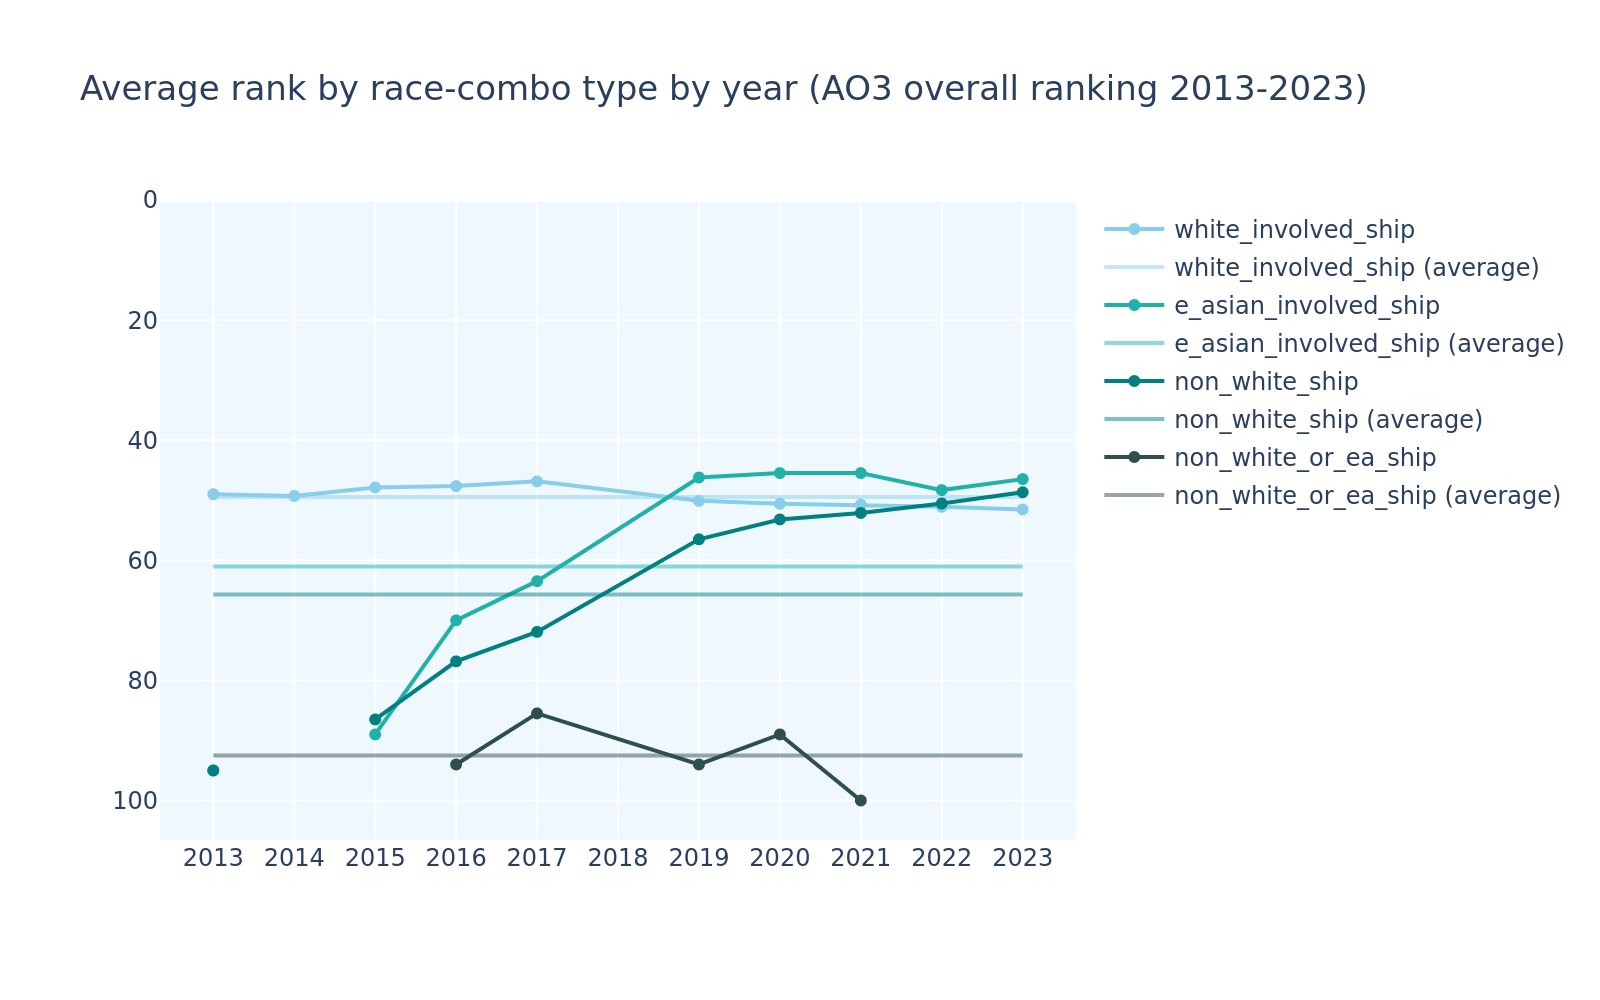 Average rank by race-combo type by year (AO3 overall ranking 2013-2023)
0
20
40
60
80
100
2013 2014 2015 2016 2017 2018 2019 2020 2021 2022 2023
white_involved_ship
white_involved_ship (average)
e_asian_involved_ship
e_asian_involved_ship (average)
non_white_ship
non_white_ship (average)
non_white_or_ea_ship
non_white_or_ea_ship (average)